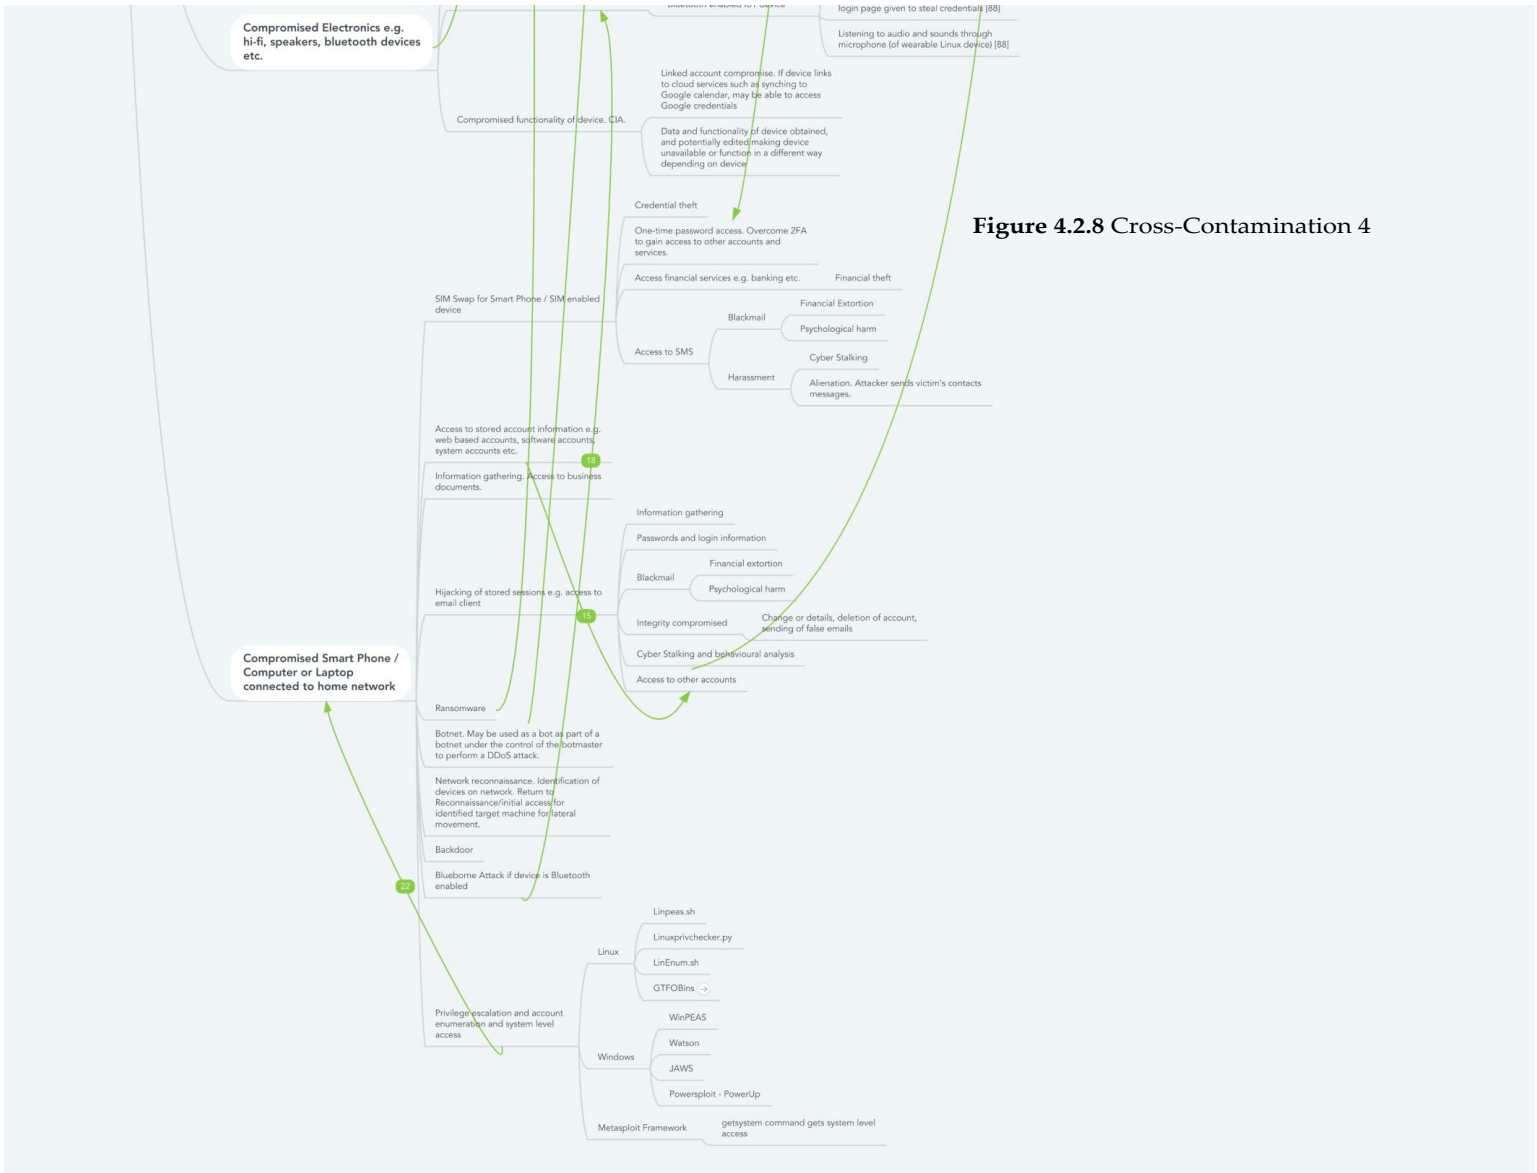 Bluetooth enabled IoT device
login page given to steal credentials [88]
Compromised Electronics e.g.
hi-fi, speakers, bluetooth devices
etc.
Listening to audio and sounds through
microphone (of wearable Linux device) [88]
Linked account compromise. If device links
to cloud services such as synching to
Google calendar, may be able to access
Google credentials
Compromised functionality of device. CIA.
Data and functionality of device obtained,
and potentially edited making device
unavailable or function in a different way
depending on device
Figure 4.2.8 Cross-Contamination 4
Credential theft
One-time password access. Overcome 2FA
to gain access to other accounts and
services.
Access financial services e.g. banking etc.
Financial theft
SIM Swap for Smart Phone / SIM enabled
device
Financial Extortion
Blackmail
Psychological harm
Access to SMS
Cyber Stalking
Harassment
Alienation. Attacker sends victim's contacts
messages.
Access to stored account information e.g.
web based accounts, software accounts,
system accounts etc.
18
Information gathering. Access to business
documents.
Information gathering
Passwords and login information
Financial extortion
Blackmail
Psychological harm
Hijacking of stored sessions e.g. access to
email client
15
Integrity compromised
Change or details, deletion of account,
sending of false emails
Cyber Stalking and behavioural analysis
Access to other accounts
Compromised Smart Phone /
Computer or Laptop
connected to home network
Ransomware
Botnet. May be used as a bot as part of a
botnet under the control of the botmaster
to perform a DDoS attack.
Network reconnaissance. Identification of
devices on network. Return to
Reconnaissance/initial access for
identified target machine for lateral
movement.
Backdoor
Blueborne Attack if device is Bluetooth
enabled
22
Linpeas.sh
Linuxprivchecker.py
Linux
LinEnum.sh
GTFOBins
Privilege escalation and account
enumeration and system level
access
WinPEAS
Watson
Windows
JAWS
Powersploit - PowerUp
Metasploit Framework
getsystem command gets system level
access